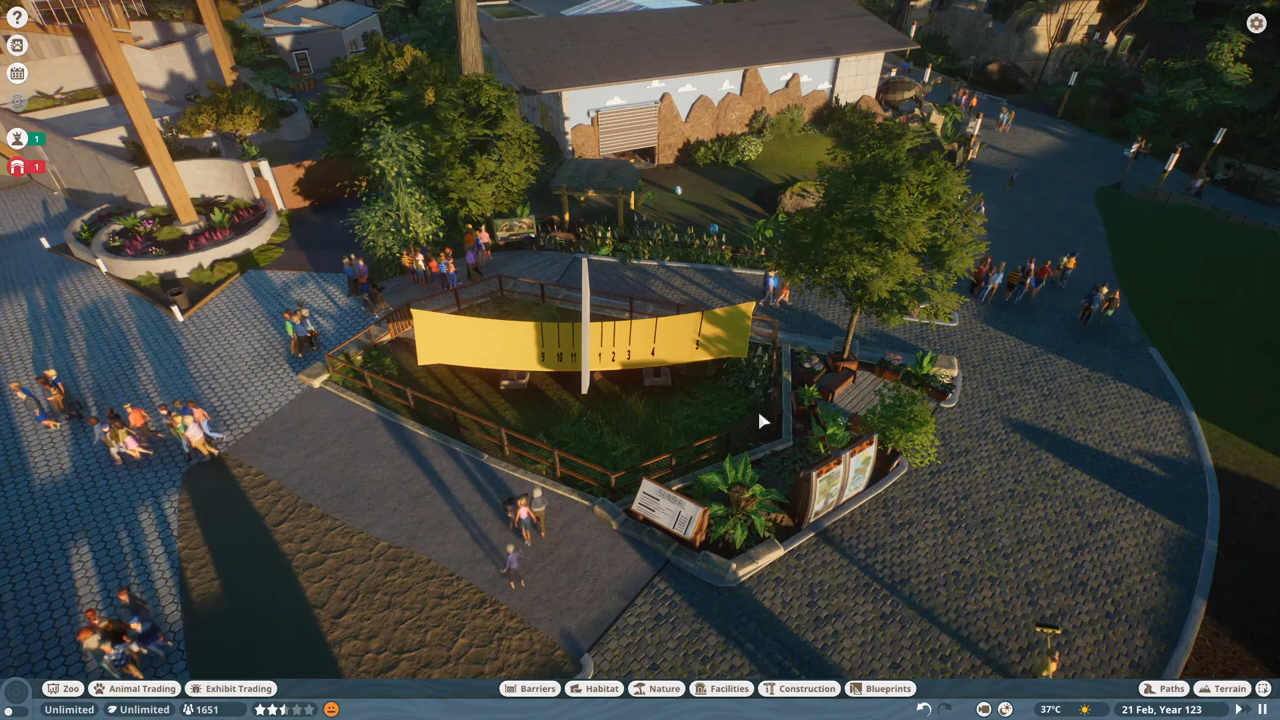 ?
1
1
9 10 11 1 2 3 4 5
SUNDIAL
Zoo Animal Trading Exhibit Trading Barriers Habitat Nature Facilities Construction Blueprints Paths Terrain
Unlimited Unlimited 1651 37°C 21 Feb, Year 123